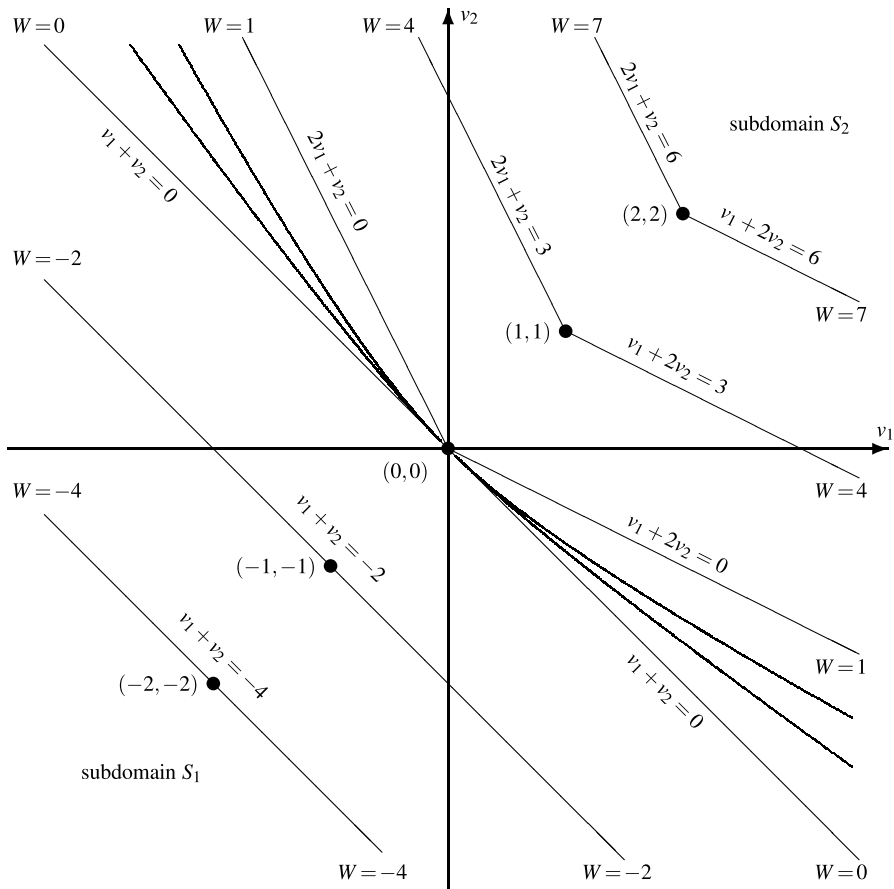 W=0
W=1
W=4
v₂
W=7
v₁+v₂=0
2v₁+v₂=0
2v₁+v₂=3
2v₁+v₂=6
subdomain S₂
(2,2)
v₁+2v₂=6
W=−2
W=7
(1,1)
v₁+2v₂=3
v₁
(0,0)
W=−4
W=4
v₁+v₂=−2
v₁+2v₂=0
(−1,−1)
v₁+v₂=−4
W=1
(−2,−2)
v₁+v₂=0
subdomain S₁
W=−4
W=−2
W=0